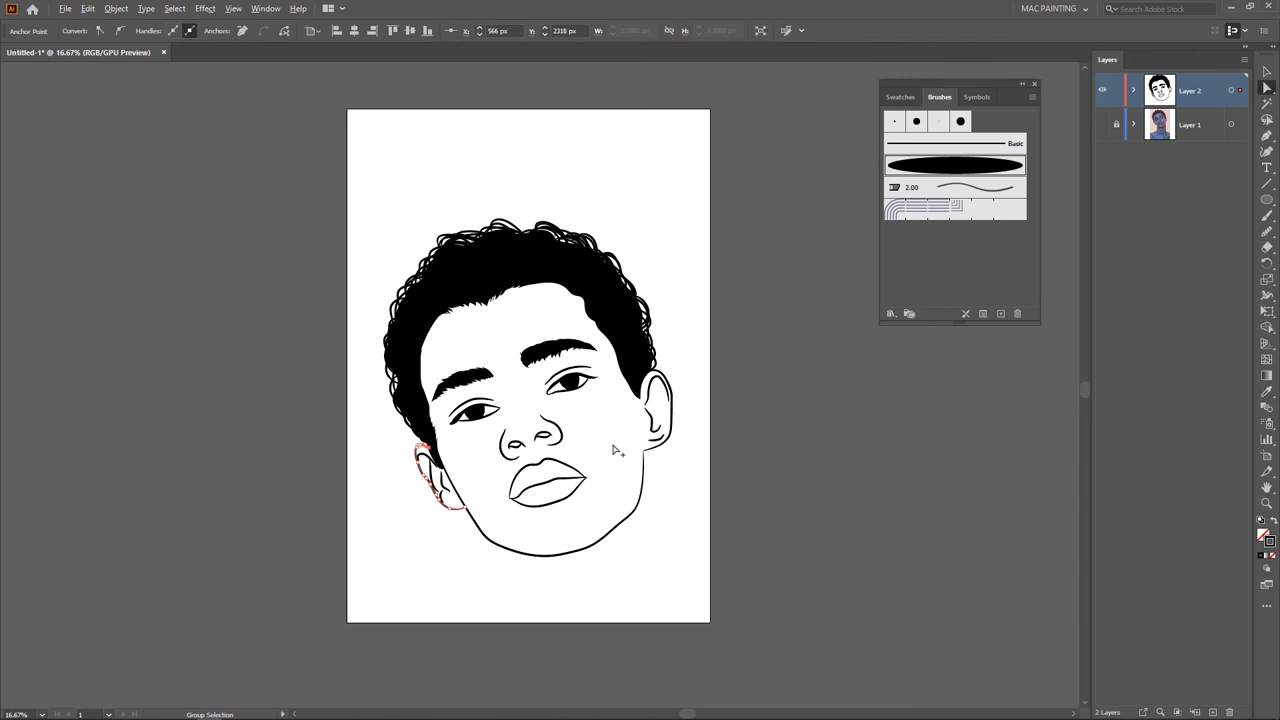 Ai File Edit Object Type Select Effect View Window Help MAC PAINTING Search Adobe Stock
Anchor Point Convert: Handles: Anchors: X: 566 px Y: 2318 px W: H:
Untitled-1* @ 16.67% (RGB/GPU Preview) ×
Layers
Layer 2
Layer 1
Swatches Brushes Symbols
Basic
2.00
16.67% 1 Group Selection
2 Layers